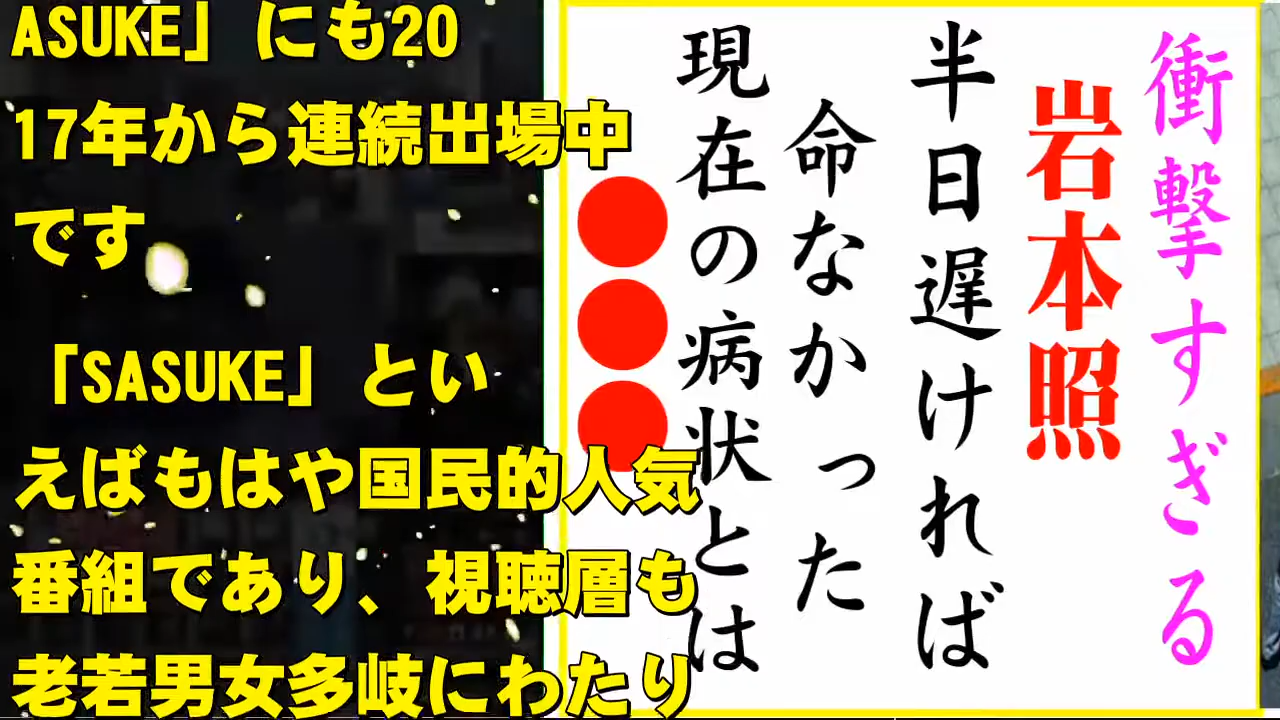 ASUKE」にも20
17年から連続出場中
です
「SASUKE」とい
えばもはや国民的人気
番組であり、視聴層も
老若男女多岐にわたり
衝撃すぎる
岩本照
半日遅ければ
命なかった
現在の病状とは
●●●